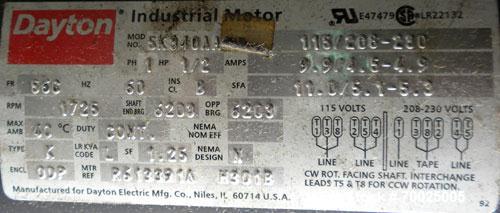 Dayton Industrial Motor E47479 LR22132
MOD. NO. 115/208-230
PH 1 HP 1/2 AMPS 9.9/4.5-4.9
FR 56C HZ 60 INS CL B SFA 11.0/5.1-5.3
RPM 1725 SHAFT END BRG 6203 OPP BRG 6203
MAX AMB 40 °C DUTY CONT. NEMA NOM EFF
TYPE K LR KVA CODE L SF 1.25 NEMA DESIGN N
ENCL ODP MTR REF
115 VOLTS 208-230 VOLTS
LINE LINE LINE TAPE LINE
CW ROT. FACING SHAFT. INTERCHANGE
LEADS T5 & T8 FOR CCW ROTATION.
Manufactured for Dayton Electric Mfg. Co., Niles, IL 60714 U.S.A.
92
70025005